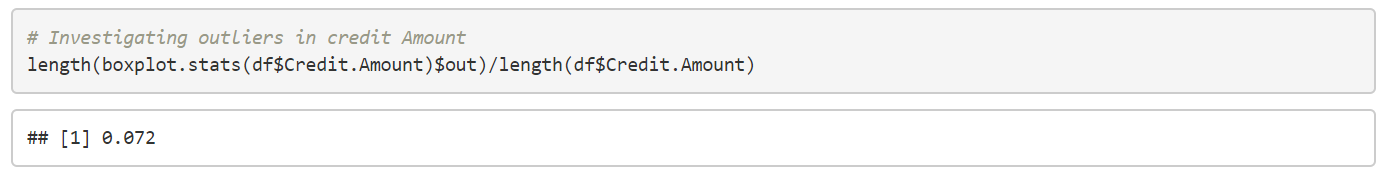 # Investigating outliers in credit Amount
length(boxplot.stats(df$Credit.Amount)$out)/length(df$Credit.Amount)
## [1] 0.072